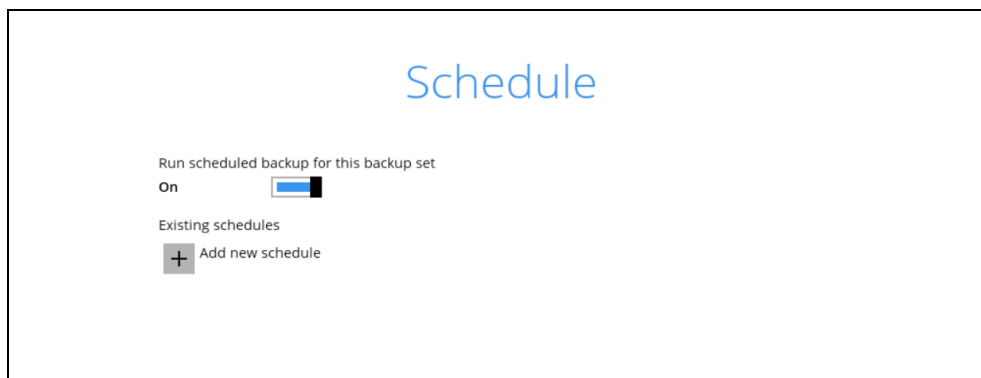 Schedule
Run scheduled backup for this backup set
On
Existing schedules
+ Add new schedule